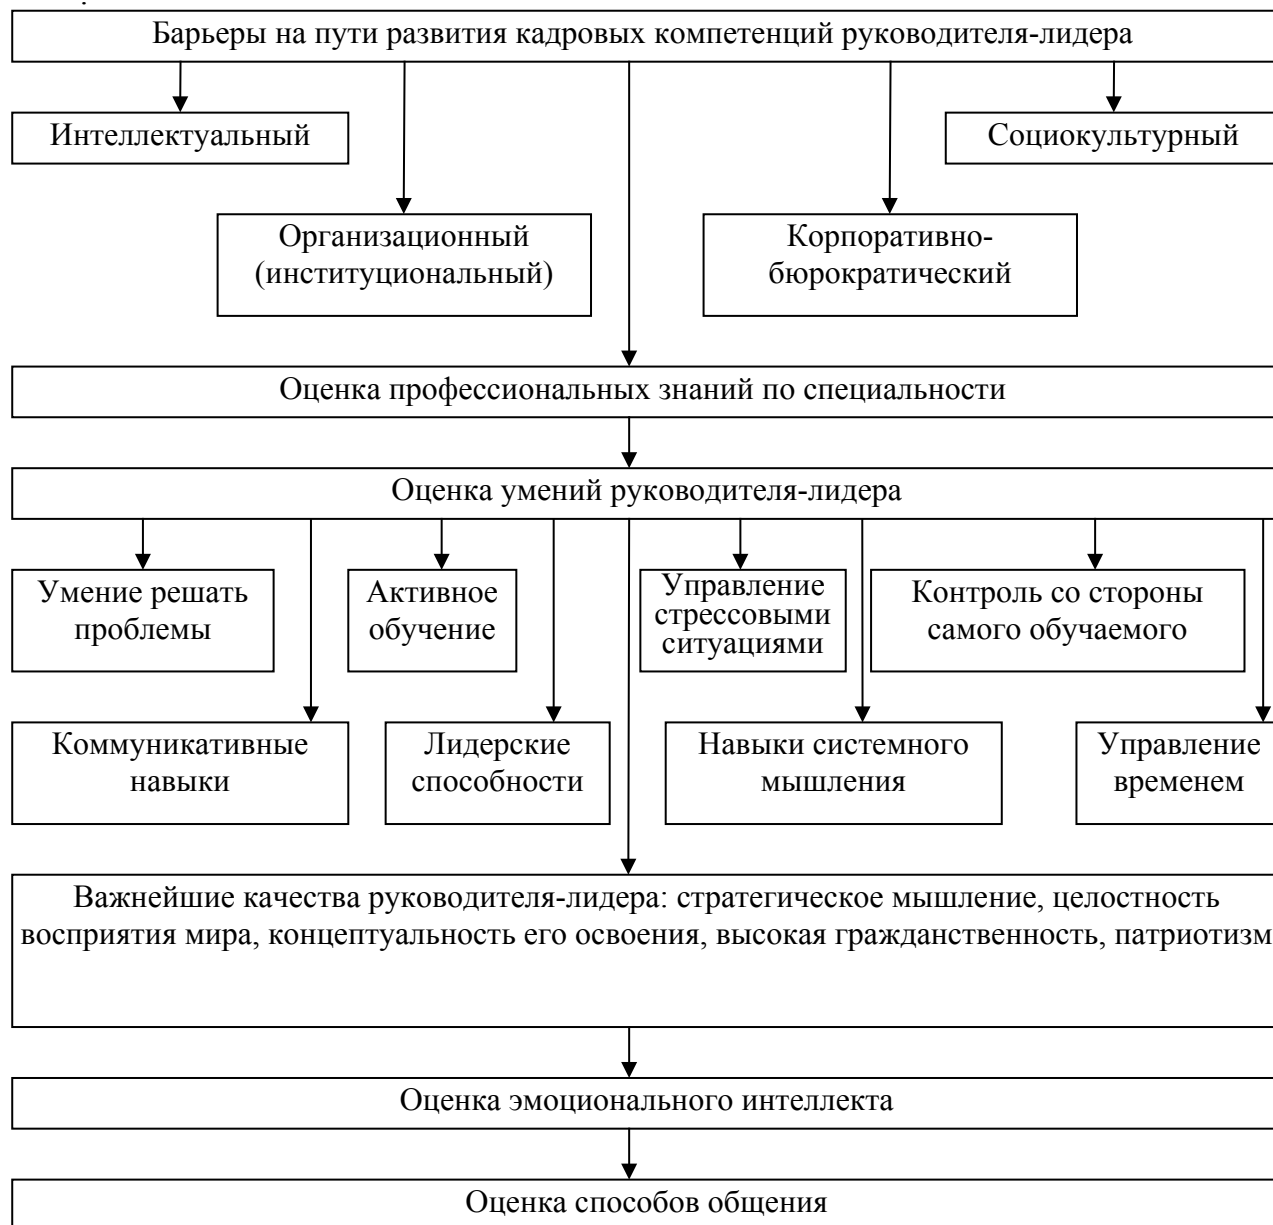 Барьеры на пути развития кадровых компетенций руководителя-лидера
Интеллектуальный
Социокультурный
Организационный
(институциональный)
Корпоративно-
бюрократический
Оценка профессиональных знаний по специальности
Оценка умений руководителя-лидера
Умение решать
проблемы
Активное
обучение
Управление
стрессовыми
ситуациями
Контроль со стороны
самого обучаемого
Коммуникативные
навыки
Лидерские
способности
Навыки системного
мышления
Управление
временем
Важнейшие качества руководителя-лидера: стратегическое мышление, целостность
восприятия мира, концептуальность его освоения, высокая гражданственность, патриотизм
Оценка эмоционального интеллекта
Оценка способов общения